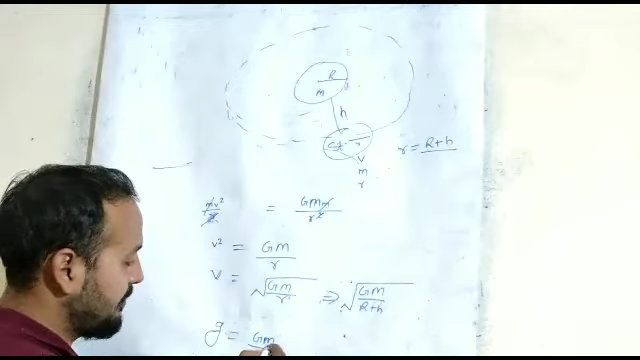 R
m
h
r = R+h
v
m
r
mv²/r = GMm/r²
v² = GM/r
V = √(GM/r) ⇒ √(GM/R+h)
g = Gm